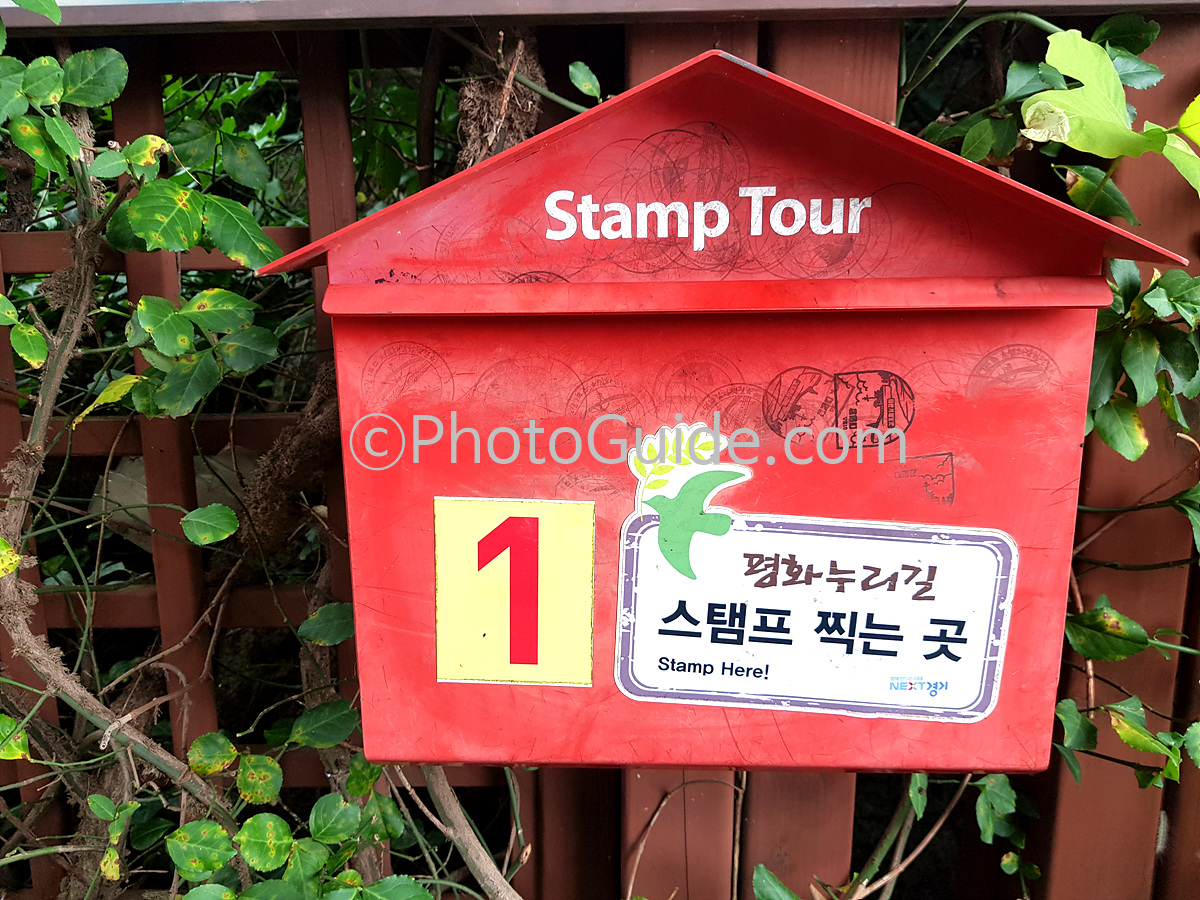 Stamp Tour
©PhotoGuide.com
1
평화누리길
스탬프 찍는 곳
Stamp Here!
NEXT경기